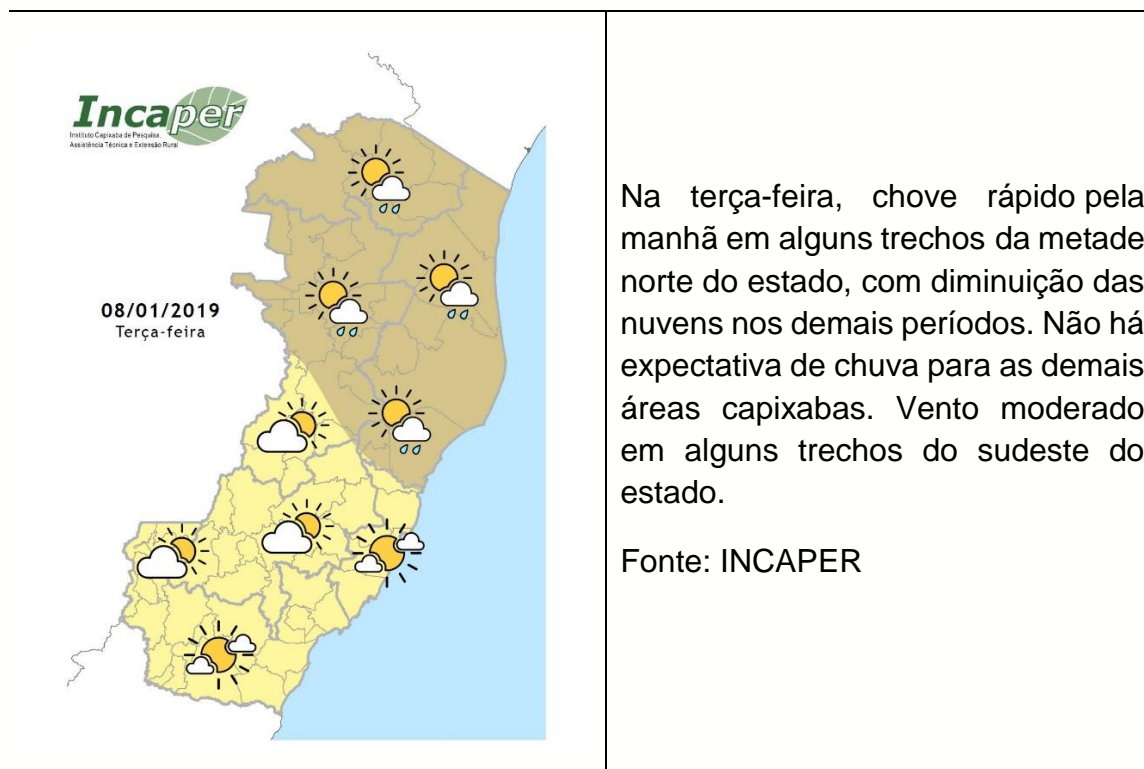 Incaper
Instituto Capixaba de Pesquisa,
Assistência Técnica e Extensão Rural
08/01/2019
Terça-feira
Na terça-feira, chove rápido pela
manhã em alguns trechos da metade
norte do estado, com diminuição das
nuvens nos demais períodos. Não há
expectativa de chuva para as demais
áreas capixabas. Vento moderado
em alguns trechos do sudeste do
estado.
Fonte: INCAPER